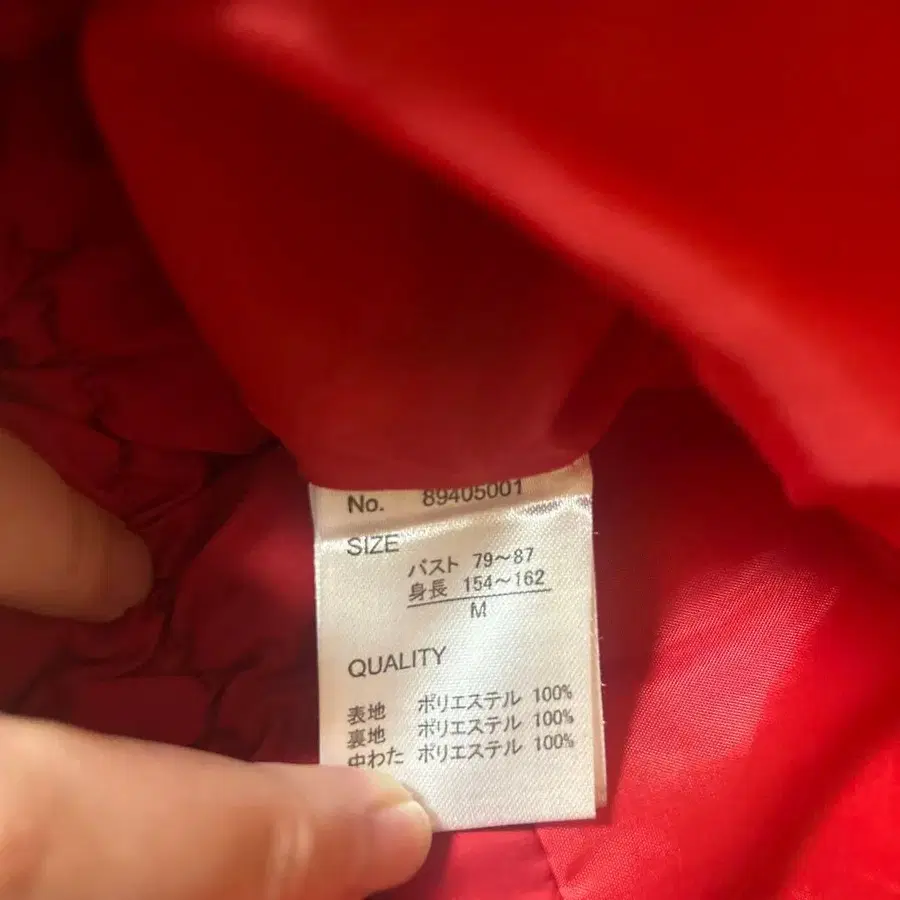 No. 89405001
SIZE
バスト 79～87
身長 154～162
M
QUALITY
表地 ポリエステル 100%
裏地 ポリエステル 100%
中わた ポリエステル 100%